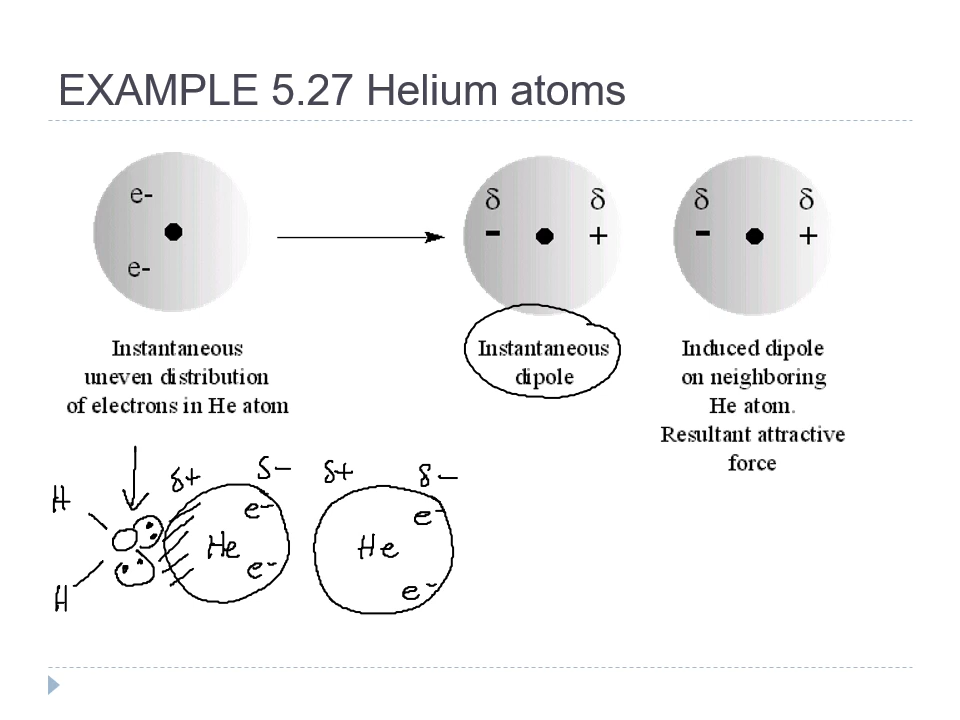 EXAMPLE 5.27 Helium atoms
e-
e-
δ δ
- +
δ δ
- +
Instantaneous
uneven distribution
of electrons in He atom
Instantaneous
dipole
Induced dipole
on neighboring
He atom.
Resultant attractive
force
δ+ δ- δ+ δ-
H
H
He
e-
e-
He
e-
e-